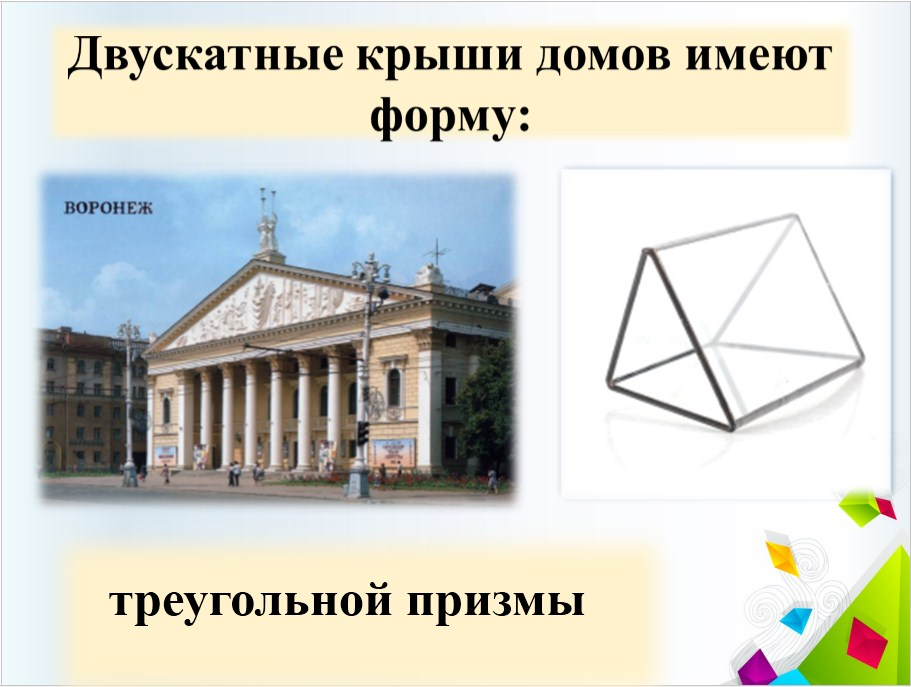 Двускатные крыши домов имеют
форму:
ВОРОНЕЖ
треугольной призмы